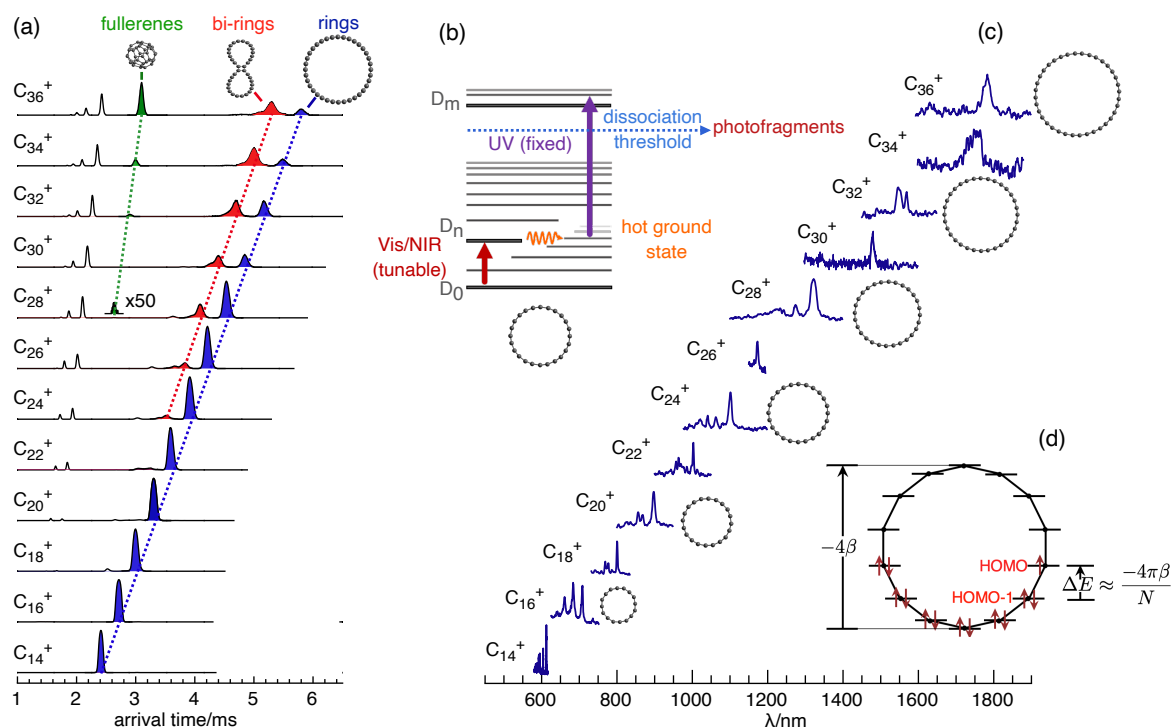 (a)
fullerenes
bi-rings
rings
C36+
C34+
C32+
C30+
C28+
x50
C26+
C24+
C22+
C20+
C18+
C16+
C14+
1 2 3 4 5 6
arrival time/ms
(b)
Dm
dissociation
threshold
photofragments
UV (fixed)
Dn
Vis/NIR
(tunable)
hot ground
state
D0
(c)
C36+
C34+
C32+
C30+
C28+
C26+
C24+
C22+
C20+
C18+
C16+
C14+
600 800 1000 1200 1400 1600 1800
λ/nm
(d)
−4β
HOMO
HOMO-1
ΔE ≈ −4πβ/N